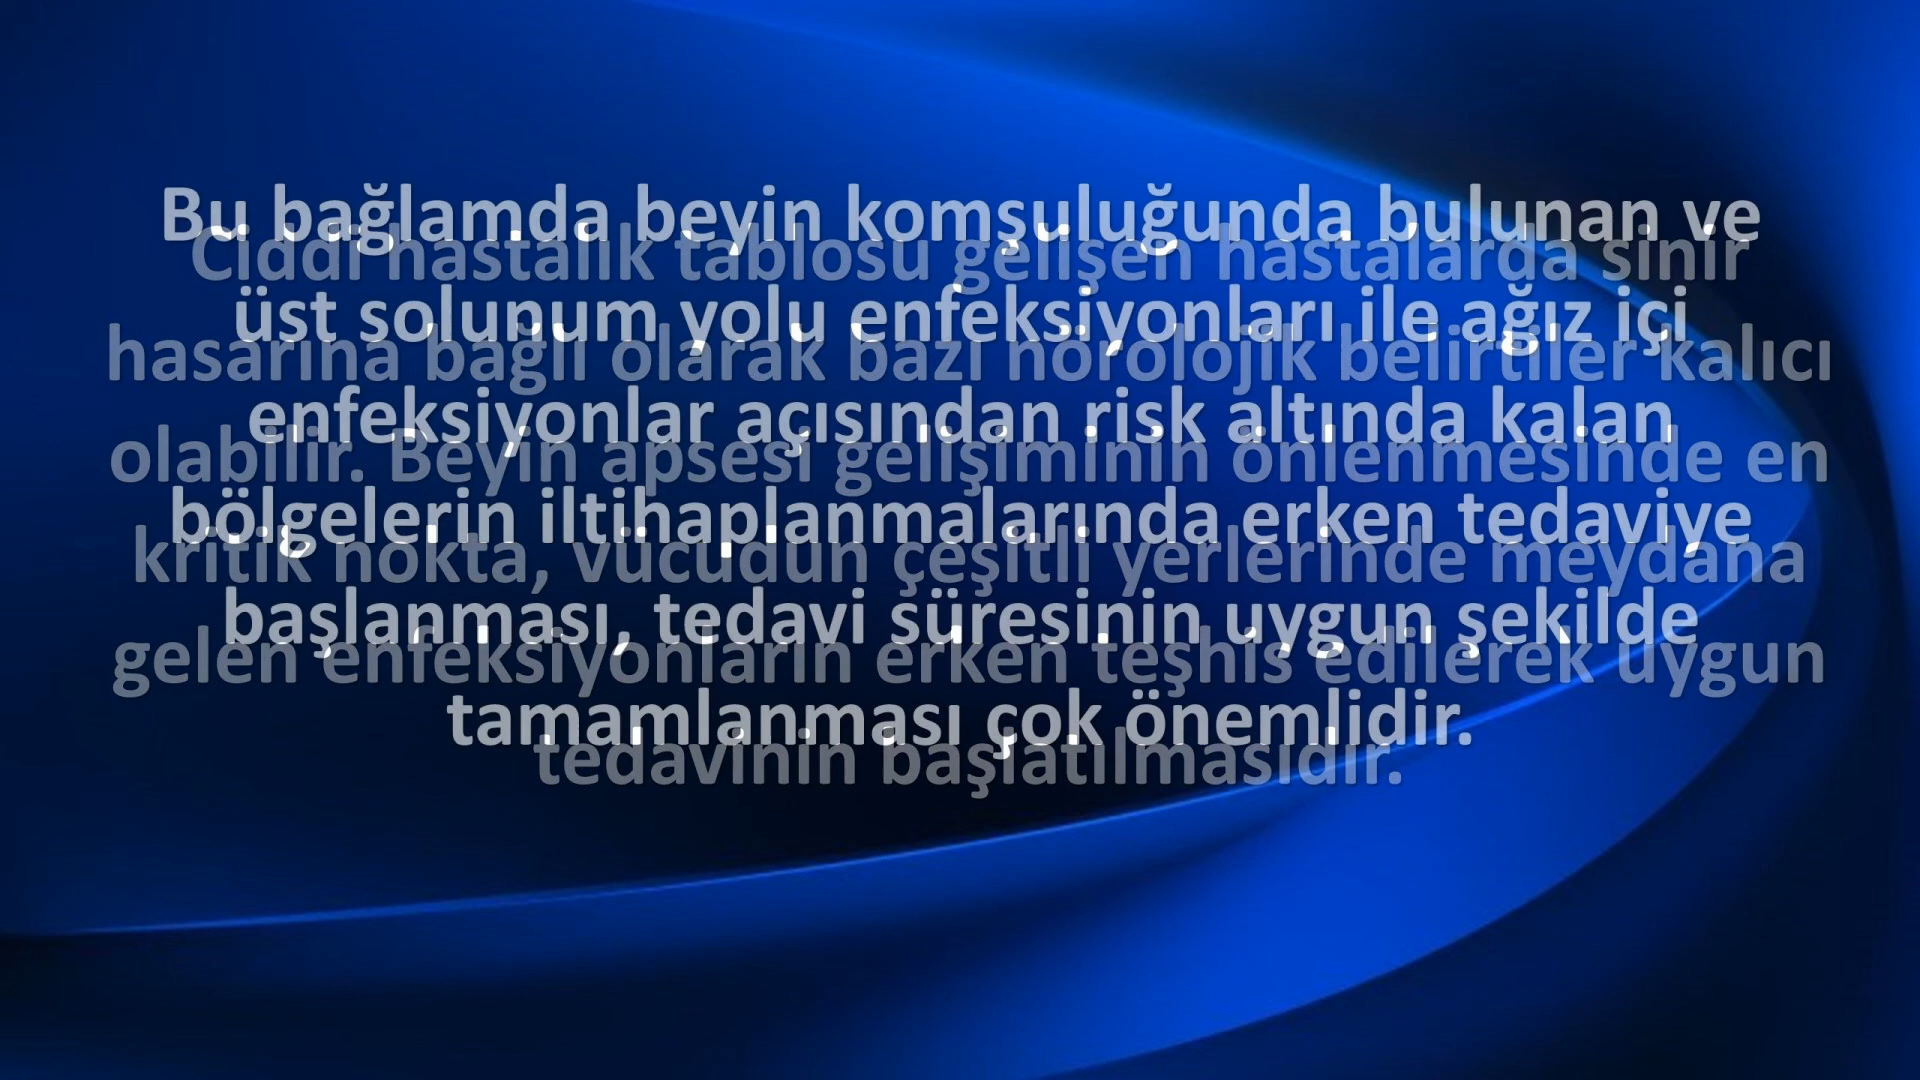 Bu bağlamda beyin komşuluğunda bulunan ve
üst solunum yolu enfeksiyonları ile ağız içi
enfeksiyonlar açısından risk altında kalan
bölgelerin iltihaplanmalarında erken tedaviye
başlanması, tedavi süresinin uygun şekilde
tamamlanması çok önemlidir.
Ciddi hastalık tablosu gelişen hastalarda sinir
hasarına bağlı olarak bazı nörolojik belirtiler kalıcı
olabilir. Beyin apsesi gelişiminin önlenmesinde en
kritik nokta, vücudun çeşitli yerlerinde meydana
gelen enfeksiyonların erken teşhis edilerek uygun
tedavinin başlatılmasıdır.